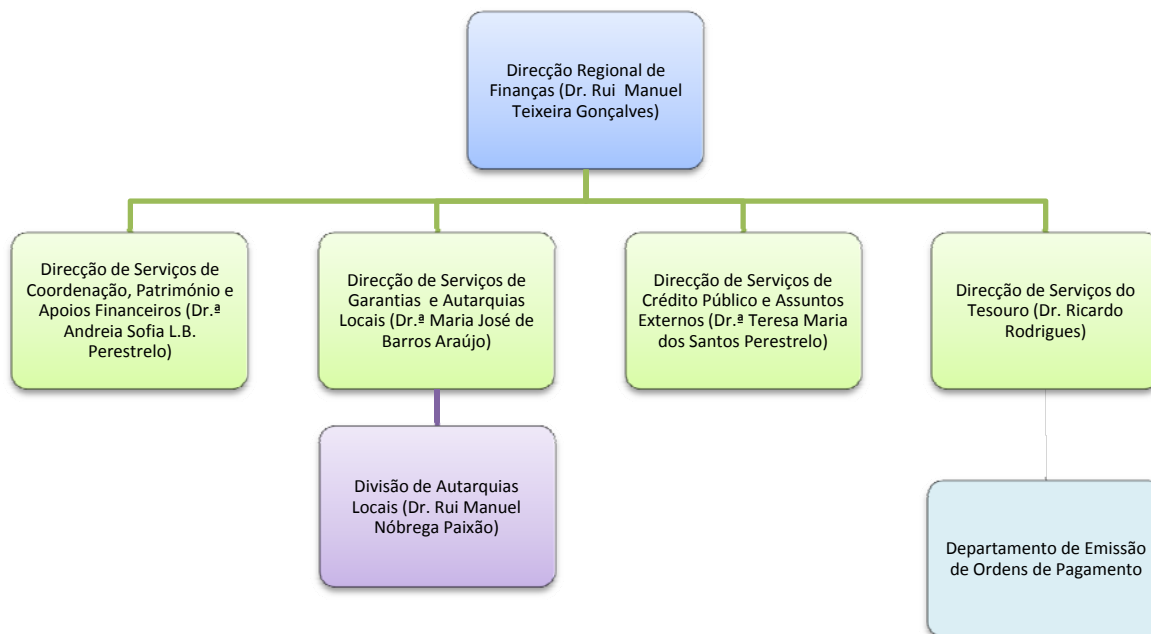 Direcção Regional de
Finanças (Dr. Rui  Manuel
Teixeira Gonçalves)
Direcção de Serviços de
Coordenação, Património e
Apoios Financeiros (Dr.ª
Andreia Sofia L.B.
Perestrelo)
Direcção de Serviços de
Garantias  e Autarquias
Locais (Dr.ª Maria José de
Barros Araújo)
Direcção de Serviços de
Crédito Público e Assuntos
Externos (Dr.ª Teresa Maria
dos Santos Perestrelo)
Direcção de Serviços do
Tesouro (Dr. Ricardo
Rodrigues)
Divisão de Autarquias
Locais (Dr. Rui Manuel
Nóbrega Paixão)
Departamento de Emissão
de Ordens de Pagamento